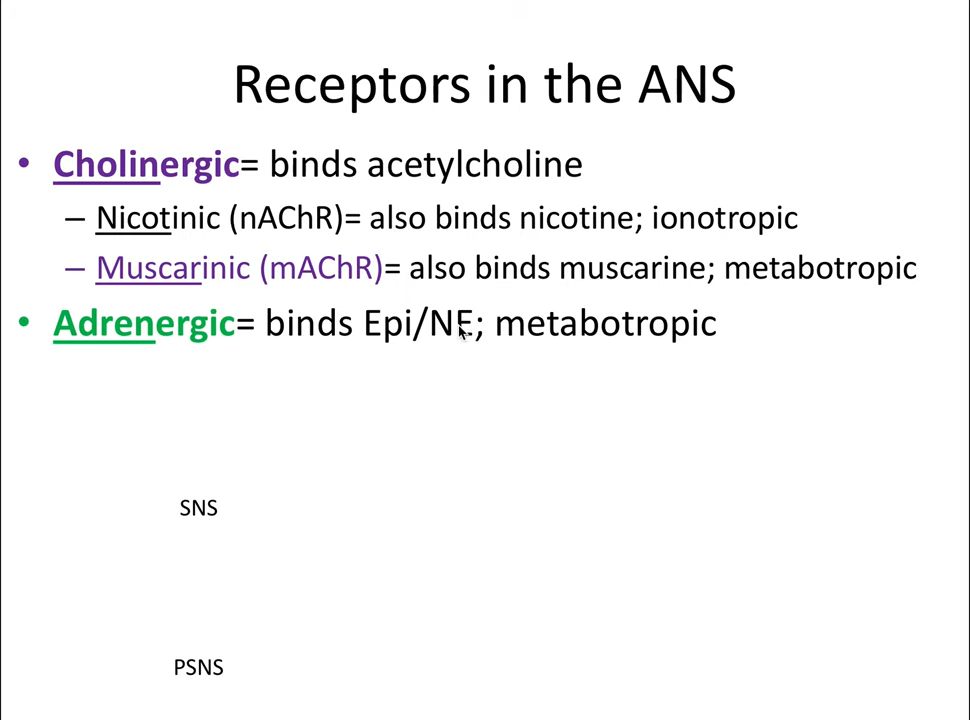 Receptors in the ANS
• Cholinergic= binds acetylcholine
– Nicotinic (nAChR)= also binds nicotine; ionotropic
– Muscarinic (mAChR)= also binds muscarine; metabotropic
• Adrenergic= binds Epi/NE; metabotropic
SNS
PSNS